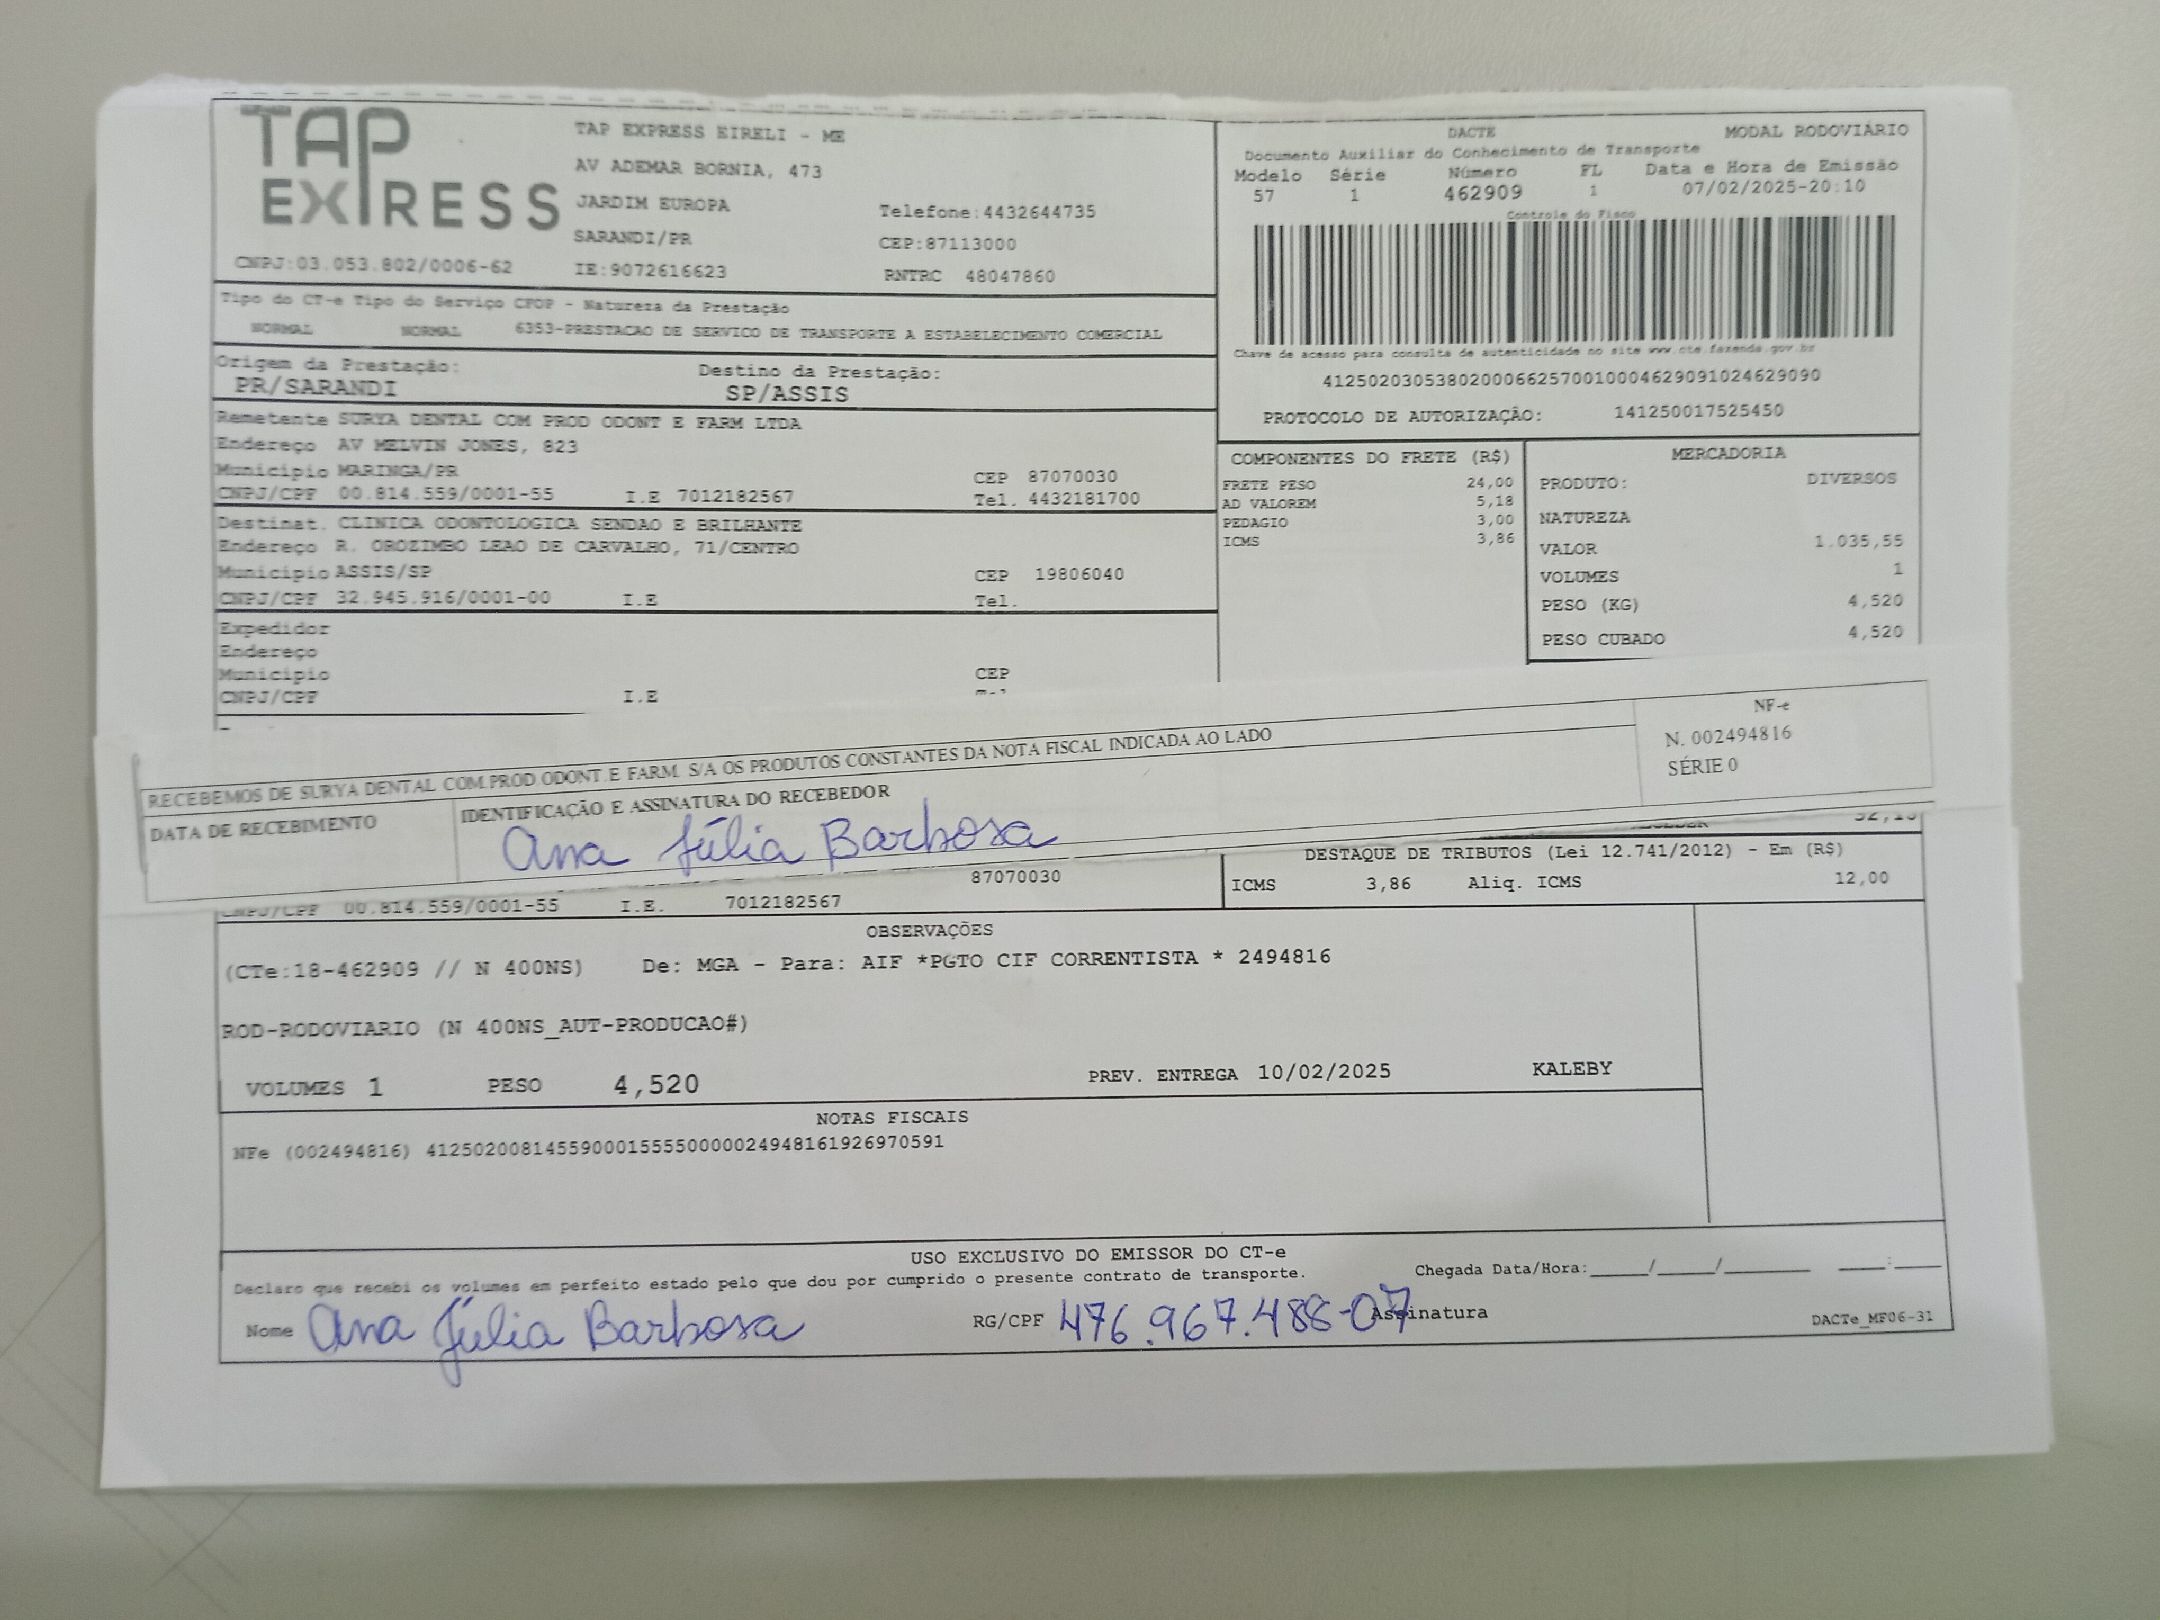 TAP
EXPRESS
TAP EXPRESS EIRELI - ME
AV ADEMAR BORNIA, 473
JARDIM EUROPA
Telefone:4432644735
SARANDI/PR
CEP:87113000
CNPJ:03.053.802/0006-62
IE:9072616623
RNTRC 48047860
DACTE MODAL RODOVIÁRIO
Documento Auxiliar do Conhecimento de Transporte
Modelo Série Número FL Data e Hora de Emissão
57 1 462909 1 07/02/2025-20:10
Controle do Fisco
Chave de acesso para consulta de autenticidade no site www.cte.fazenda.gov.br
41250203053802000662570010004629091024629090
PROTOCOLO DE AUTORIZAÇÃO: 141250017525450
Tipo do CT-e Tipo do Serviço CFOP - Natureza da Prestação
NORMAL NORMAL 6353-PRESTACAO DE SERVICO DE TRANSPORTE A ESTABELECIMENTO COMERCIAL
Origem da Prestação: Destino da Prestação:
PR/SARANDI SP/ASSIS
Remetente SURYA DENTAL COM PROD ODONT E FARM LTDA
Endereço AV MELVIN JONES, 823
Municipio MARINGA/PR CEP 87070030
CNPJ/CPF 00.814.559/0001-55 I.E 7012182567 Tel. 4432181700
Destinat. CLINICA ODONTOLOGICA SENDAO E BRILHANTE
Endereço R. OROZIMBO LEAO DE CARVALHO, 71/CENTRO
Municipio ASSIS/SP CEP 19806040
CNPJ/CPF 32.945.916/0001-00 I.E Tel.
Expedidor
Endereço
Municipio CEP
CNPJ/CPF I.E
COMPONENTES DO FRETE (R$)
FRETE PESO 24,00
AD VALOREM 5,18
PEDAGIO 3,00
ICMS 3,86
MERCADORIA
PRODUTO: DIVERSOS
NATUREZA
VALOR 1.035,55
VOLUMES 1
PESO (KG) 4,520
PESO CUBADO 4,520
RECEBEMOS DE SURYA DENTAL COM.PROD.ODONT.E FARM. S/A OS PRODUTOS CONSTANTES DA NOTA FISCAL INDICADA AO LADO
NF-e
N. 002494816
SÉRIE 0
DATA DE RECEBIMENTO
IDENTIFICAÇÃO E ASSINATURA DO RECEBEDOR
Ana Júlia Barbosa
87070030
CNPJ/CPF 00.814.559/0001-55 I.E. 7012182567
DESTAQUE DE TRIBUTOS (Lei 12.741/2012) - Em (R$)
ICMS 3,86 Aliq. ICMS 12,00
OBSERVAÇÕES
(CTe:18-462909 // N 400NS) De: MGA - Para: AIF *PGTO CIF CORRENTISTA * 2494816
ROD-RODOVIARIO (N 400NS_AUT-PRODUCAO#)
VOLUMES 1 PESO 4,520 PREV. ENTREGA 10/02/2025 KALEBY
NOTAS FISCAIS
NFe (002494816) 41250200814559000155550000024948161926970591
USO EXCLUSIVO DO EMISSOR DO CT-e
Declaro que recebi os volumes em perfeito estado pelo que dou por cumprido o presente contrato de transporte. Chegada Data/Hora:_____/_____/_______ ____:____
Nome Ana Júlia Barbosa RG/CPF 476.967.488-07 Assinatura DACTe_MF06-31